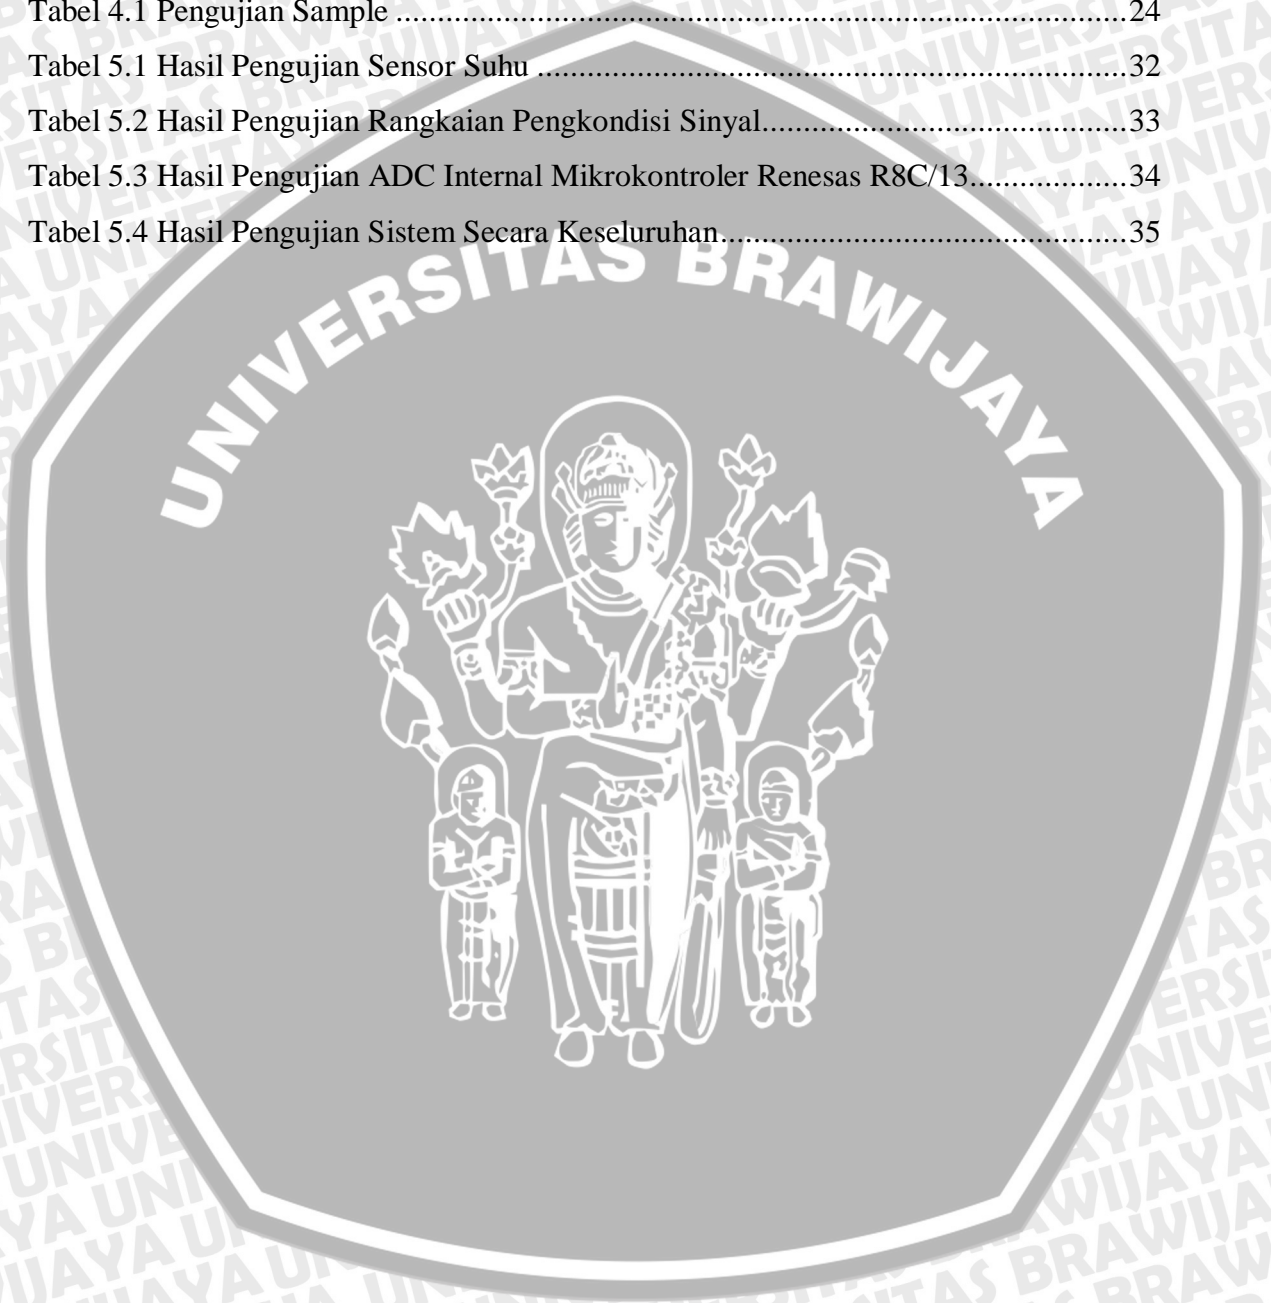 Tabel 4.1 Pengujian Sample ..........................................................................................24
Tabel 5.1 Hasil Pengujian Sensor Suhu .........................................................................32
Tabel 5.2 Hasil Pengujian Rangkaian Pengkondisi Sinyal.............................................33
Tabel 5.3 Hasil Pengujian ADC Internal Mikrokontroler Renesas R8C/13...................34
Tabel 5.4 Hasil Pengujian Sistem Secara Keseluruhan..................................................35
UNIVERSITAS BRAWIJAYA